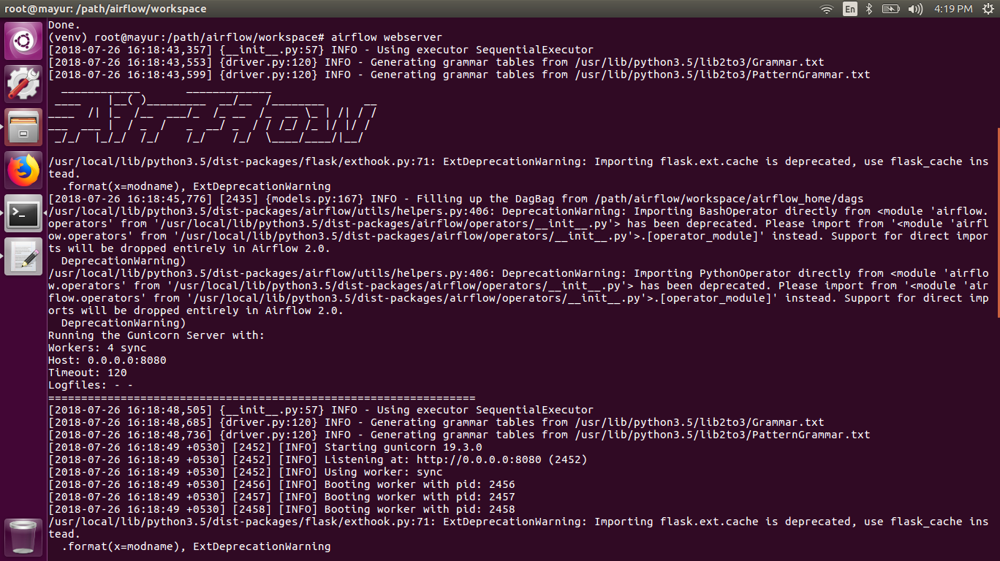 root@mayur: /path/airflow/workspace
En
4:19 PM
Done.
(venv) root@mayur:/path/airflow/workspace# airflow webserver
[2018-07-26 16:18:43,357] {__init__.py:57} INFO - Using executor SequentialExecutor
[2018-07-26 16:18:43,553] {driver.py:120} INFO - Generating grammar tables from /usr/lib/python3.5/lib2to3/Grammar.txt
[2018-07-26 16:18:43,599] {driver.py:120} INFO - Generating grammar tables from /usr/lib/python3.5/lib2to3/PatternGrammar.txt
  ____________       _____________
 ____    |__( )_________  __/__  /________      __
____  /| |_  /__  ___/_  /_ __  /_  __ \_ | /| / /
___  ___ |  / _  /   _  __/ _  / / /_/ /_ |/ |/ /
 _/_/  |_/_/  /_/    /_/    /_/  \____/____/|__/
/usr/local/lib/python3.5/dist-packages/flask/exthook.py:71: ExtDeprecationWarning: Importing flask.ext.cache is deprecated, use flask_cache ins
tead.
  .format(x=modname), ExtDeprecationWarning
[2018-07-26 16:18:45,776] [2435] {models.py:167} INFO - Filling up the DagBag from /path/airflow/workspace/airflow_home/dags
/usr/local/lib/python3.5/dist-packages/airflow/utils/helpers.py:406: DeprecationWarning: Importing BashOperator directly from <module 'airflow.
operators' from '/usr/local/lib/python3.5/dist-packages/airflow/operators/__init__.py'> has been deprecated. Please import from '<module 'airfl
ow.operators' from '/usr/local/lib/python3.5/dist-packages/airflow/operators/__init__.py'>.[operator_module]' instead. Support for direct impor
ts will be dropped entirely in Airflow 2.0.
  DeprecationWarning)
/usr/local/lib/python3.5/dist-packages/airflow/utils/helpers.py:406: DeprecationWarning: Importing PythonOperator directly from <module 'airflo
w.operators' from '/usr/local/lib/python3.5/dist-packages/airflow/operators/__init__.py'> has been deprecated. Please import from '<module 'air
flow.operators' from '/usr/local/lib/python3.5/dist-packages/airflow/operators/__init__.py'>.[operator_module]' instead. Support for direct imp
orts will be dropped entirely in Airflow 2.0.
  DeprecationWarning)
Running the Gunicorn Server with:
Workers: 4 sync
Host: 0.0.0.0:8080
Timeout: 120
Logfiles: - -
=================================================================
[2018-07-26 16:18:48,505] {__init__.py:57} INFO - Using executor SequentialExecutor
[2018-07-26 16:18:48,685] {driver.py:120} INFO - Generating grammar tables from /usr/lib/python3.5/lib2to3/Grammar.txt
[2018-07-26 16:18:48,736] {driver.py:120} INFO - Generating grammar tables from /usr/lib/python3.5/lib2to3/PatternGrammar.txt
[2018-07-26 16:18:49 +0530] [2452] [INFO] Starting gunicorn 19.3.0
[2018-07-26 16:18:49 +0530] [2452] [INFO] Listening at: http://0.0.0.0:8080 (2452)
[2018-07-26 16:18:49 +0530] [2452] [INFO] Using worker: sync
[2018-07-26 16:18:49 +0530] [2456] [INFO] Booting worker with pid: 2456
[2018-07-26 16:18:49 +0530] [2457] [INFO] Booting worker with pid: 2457
[2018-07-26 16:18:49 +0530] [2458] [INFO] Booting worker with pid: 2458
/usr/local/lib/python3.5/dist-packages/flask/exthook.py:71: ExtDeprecationWarning: Importing flask.ext.cache is deprecated, use flask_cache ins
tead.
  .format(x=modname), ExtDeprecationWarning